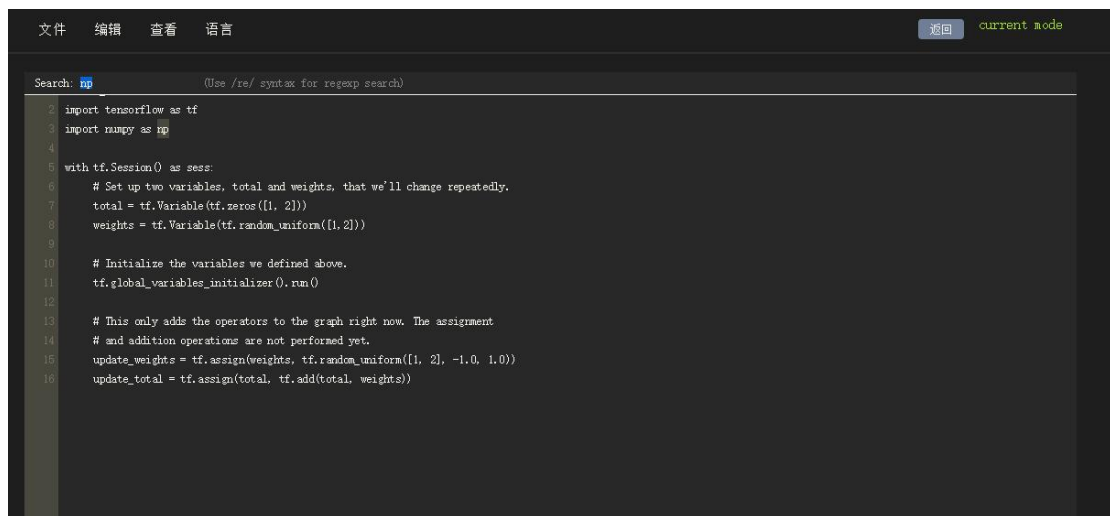 文件 编辑 查看 语言 返回 current mode
Search: np (Use /re/ syntax for regexp search)
2 import tensorflow as tf
3 import numpy as np
4
5 with tf.Session() as sess:
6 # Set up two variables, total and weights, that we'll change repeatedly.
7 total = tf.Variable(tf.zeros([1, 2]))
8 weights = tf.Variable(tf.random_uniform([1,2]))
9
10 # Initialize the variables we defined above.
11 tf.global_variables_initializer().run()
12
13 # This only adds the operators to the graph right now. The assignment
14 # and addition operations are not performed yet.
15 update_weights = tf.assign(weights, tf.random_uniform([1, 2], -1.0, 1.0))
16 update_total = tf.assign(total, tf.add(total, weights))